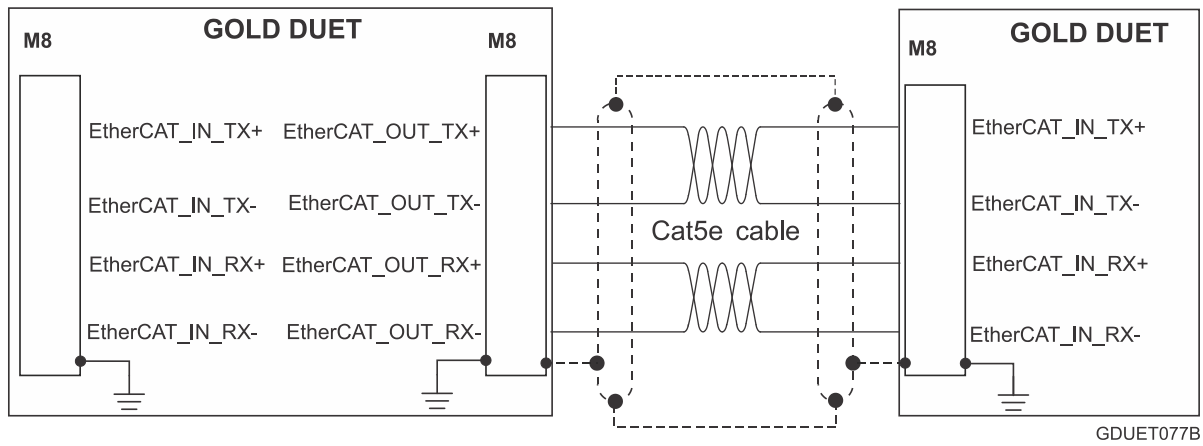 GOLD DUET
M8
M8
EtherCAT_IN_TX+
EtherCAT_OUT_TX+
EtherCAT_IN_TX-
EtherCAT_OUT_TX-
EtherCAT_IN_RX+
EtherCAT_OUT_RX+
EtherCAT_IN_RX-
EtherCAT_OUT_RX-
Cat5e cable
GOLD DUET
M8
EtherCAT_IN_TX+
EtherCAT_IN_TX-
EtherCAT_IN_RX+
EtherCAT_IN_RX-
GDUET077B